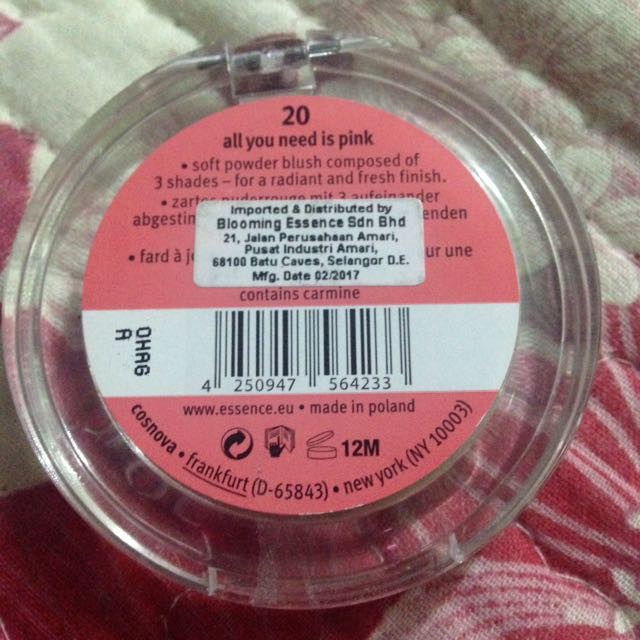 20
all you need is pink
• soft powder blush composed of
3 shades – for a radiant and fresh finish.
• zartes puderrouge mit 3 aufeinander
abgestim
enden
• fard à jo
ur une
Imported & Distributed by
Blooming Essence Sdn Bhd
21, Jalan Perusahaan Amari,
Pusat Industri Amari,
68100 Batu Caves, Selangor D.E.
Mfg. Date 02/2017
contains carmine
QHAG
A
4 250947 564233
www.essence.eu • made in poland
12M
cosnova • frankfurt (D-65843) • new york (NY 10003)